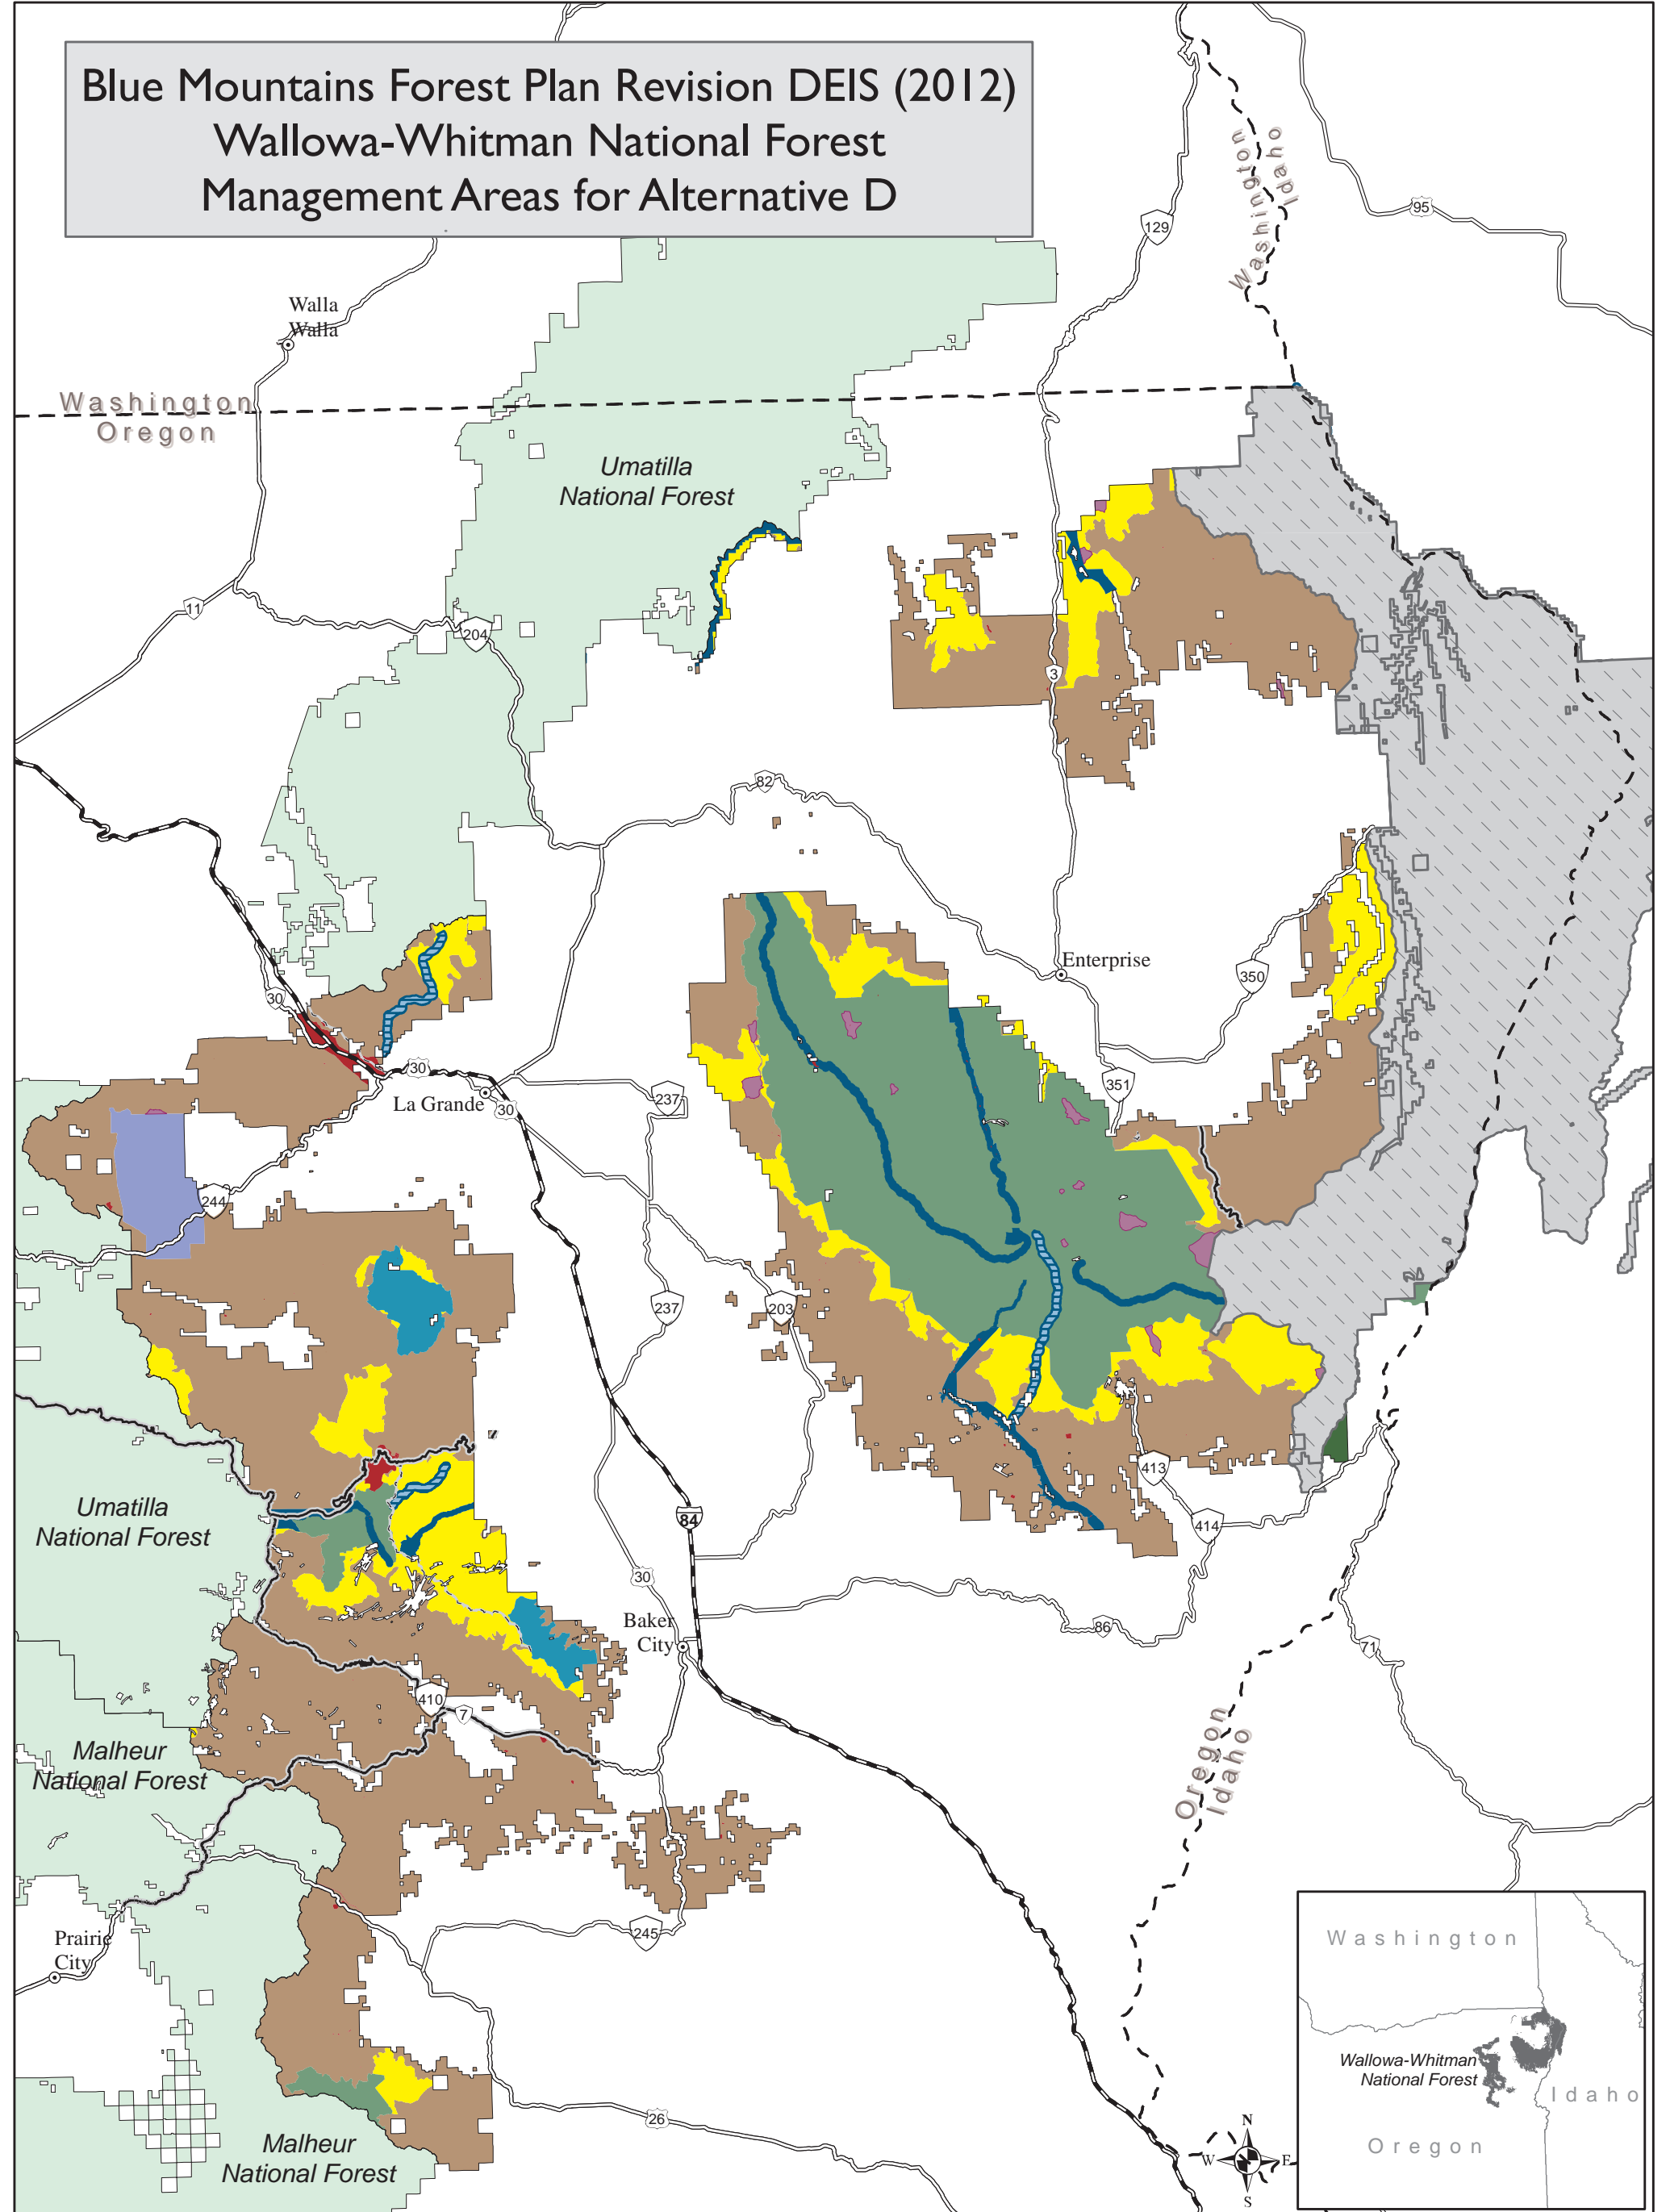 Blue Mountains Forest Plan Revision DEIS (2012)
Wallowa-Whitman National Forest
Management Areas for Alternative D
Washington
Idaho
95
129
Walla
Walla
Washington
Oregon
Umatilla
National Forest
11
204
3
82
Enterprise
350
30
30
La Grande
30
237
351
244
237
203
413
Umatilla
National Forest
84
414
30
Baker
City
86
71
410
7
Malheur
National Forest
Oregon
Idaho
245
Prairie
City
Washington
Wallowa-Whitman
National Forest
Idaho
Oregon
26
Malheur
National Forest
N
W
E
S